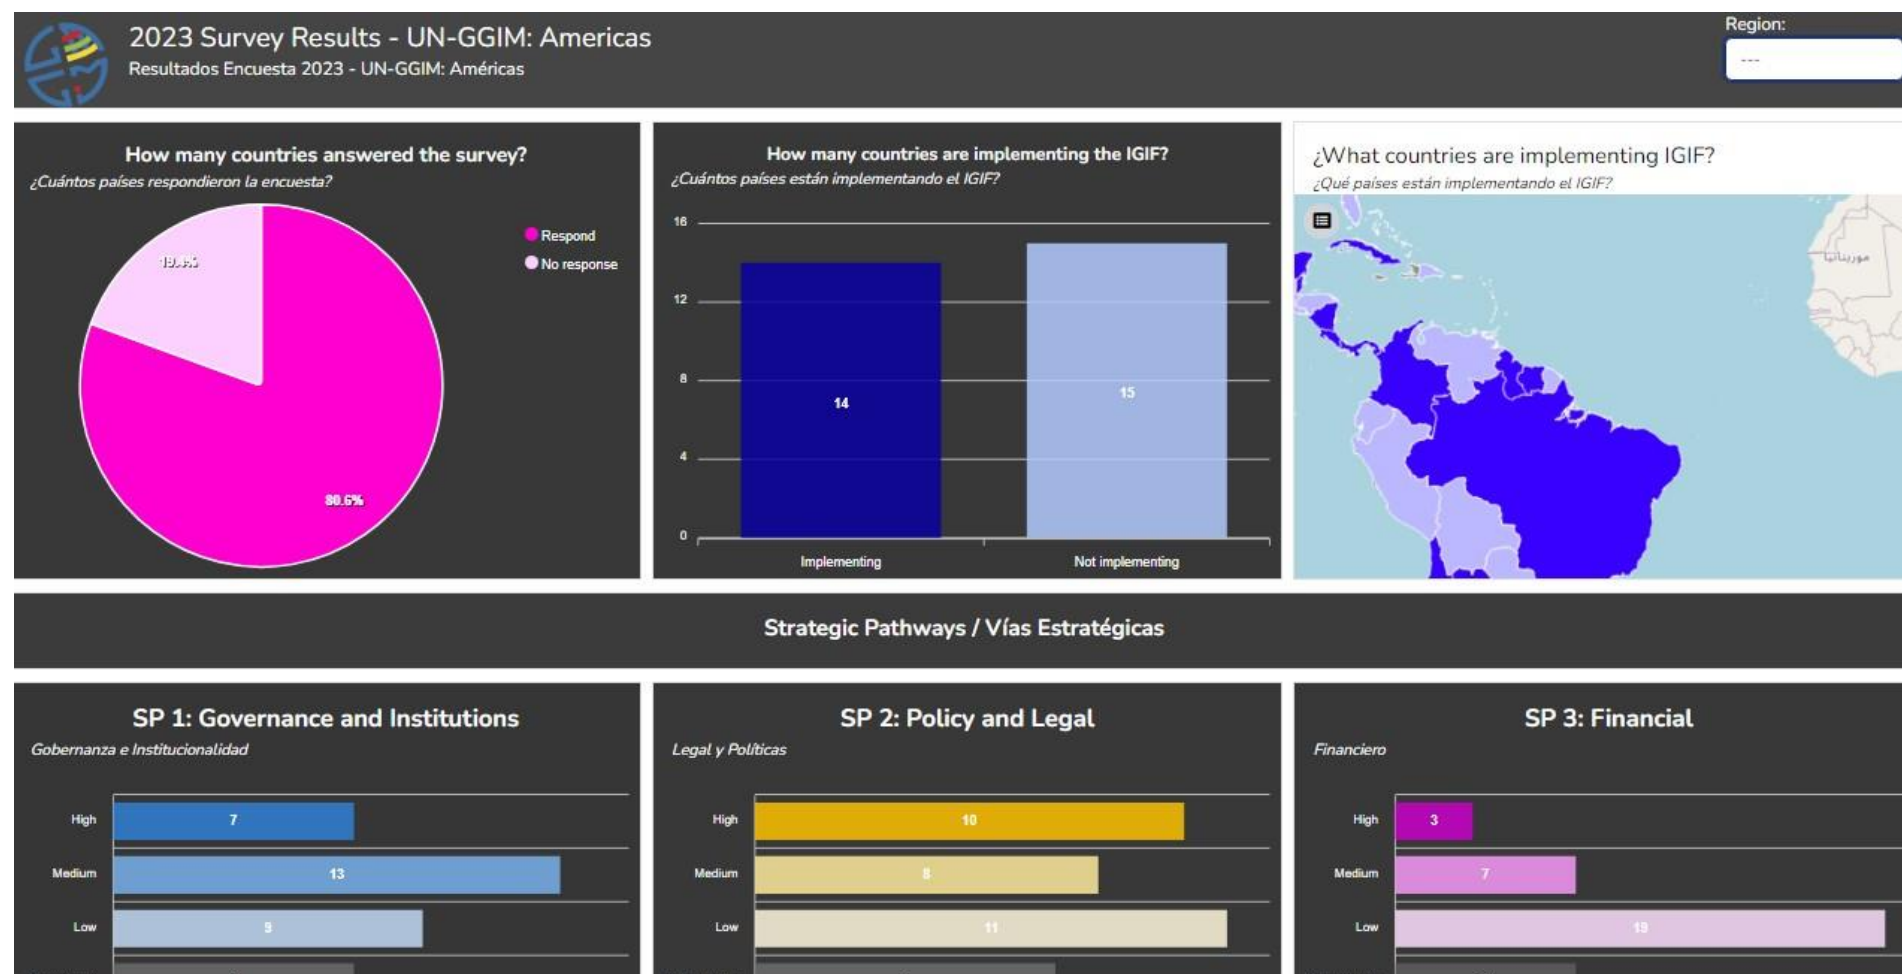 2023 Survey Results - UN-GGIM: Americas
Resultados Encuesta 2023 - UN-GGIM: Américas
Region:
---
How many countries answered the survey?
¿Cuántos países respondieron la encuesta?
Respond
No response
19.4%
80.6%
How many countries are implementing the IGIF?
¿Cuántos países están implementando el IGIF?
16
12
8
4
0
14
15
Implementing
Not implementing
¿What countries are implementing IGIF?
¿Qué países están implementando el IGIF?
موريتانيا
Strategic Pathways / Vías Estratégicas
SP 1: Governance and Institutions
Gobernanza e Institucionalidad
High
7
Medium
13
Low
9
SP 2: Policy and Legal
Legal y Políticas
High
10
Medium
8
Low
11
SP 3: Financial
Financiero
High
3
Medium
7
Low
19